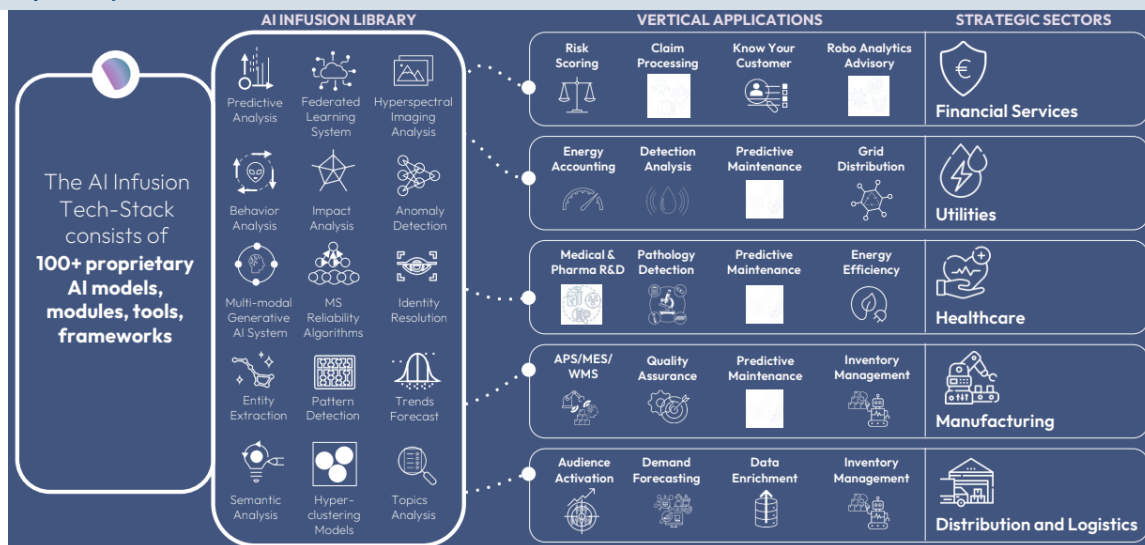 AI INFUSION LIBRARY
VERTICAL APPLICATIONS
STRATEGIC SECTORS
The AI Infusion
Tech-Stack
consists of
100+ proprietary
AI models,
modules, tools,
frameworks
Predictive
Analysis
Federated
Learning
System
Hyperspectral
Imaging
Analysis
Behavior
Analysis
Impact
Analysis
Anomaly
Detection
Multi-modal
Generative
AI System
MS
Reliability
Algorithms
Identity
Resolution
Entity
Extraction
Pattern
Detection
Trends
Forecast
Semantic
Analysis
Hyper-
clustering
Models
Topics
Analysis
Risk
Scoring
Claim
Processing
Know Your
Customer
Robo Analytics
Advisory
Financial Services
Energy
Accounting
Detection
Analysis
Predictive
Maintenance
Grid
Distribution
Utilities
Medical &
Pharma R&D
Pathology
Detection
Predictive
Maintenance
Energy
Efficiency
Healthcare
APS/MES/
WMS
Quality
Assurance
Predictive
Maintenance
Inventory
Management
Manufacturing
Audience
Activation
Demand
Forecasting
Data
Enrichment
Inventory
Management
Distribution and Logistics